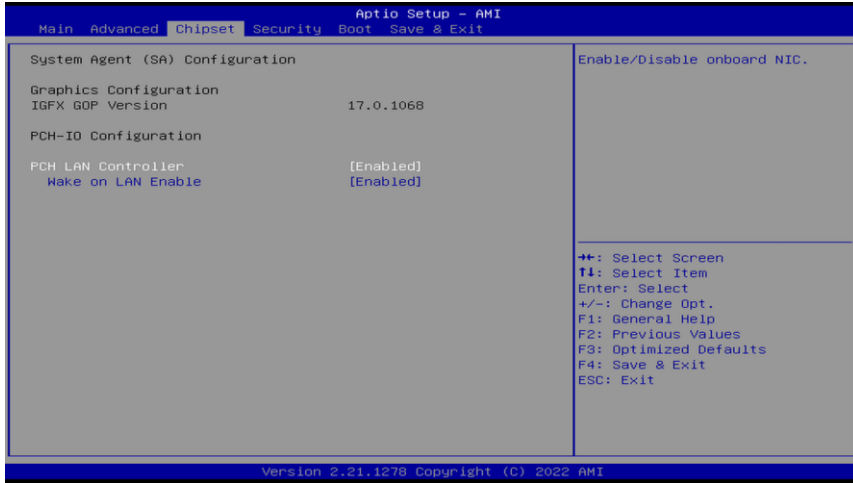 Aptio Setup – AMI
Main Advanced Chipset Security Boot Save & Exit
System Agent (SA) Configuration
Graphics Configuration
IGFX GOP Version 17.0.1068
PCH-IO Configuration
PCH LAN Controller [Enabled]
Wake on LAN Enable [Enabled]
Enable/Disable onboard NIC.
→←: Select Screen
↑↓: Select Item
Enter: Select
+/-: Change Opt.
F1: General Help
F2: Previous Values
F3: Optimized Defaults
F4: Save & Exit
ESC: Exit
Version 2.21.1278 Copyright (C) 2022 AMI